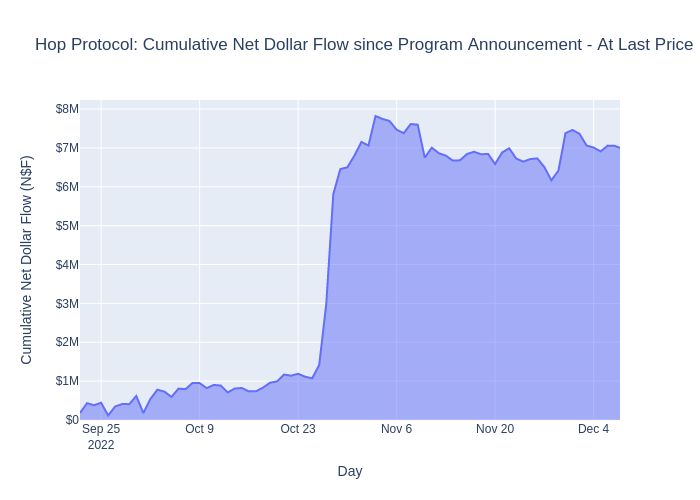 Hop Protocol: Cumulative Net Dollar Flow since Program Announcement - At Last Price
Cumulative Net Dollar Flow (N$F)
$8M
$7M
$6M
$5M
$4M
$3M
$2M
$1M
$0
Sep 25
2022
Oct 9
Oct 23
Nov 6
Nov 20
Dec 4
Day